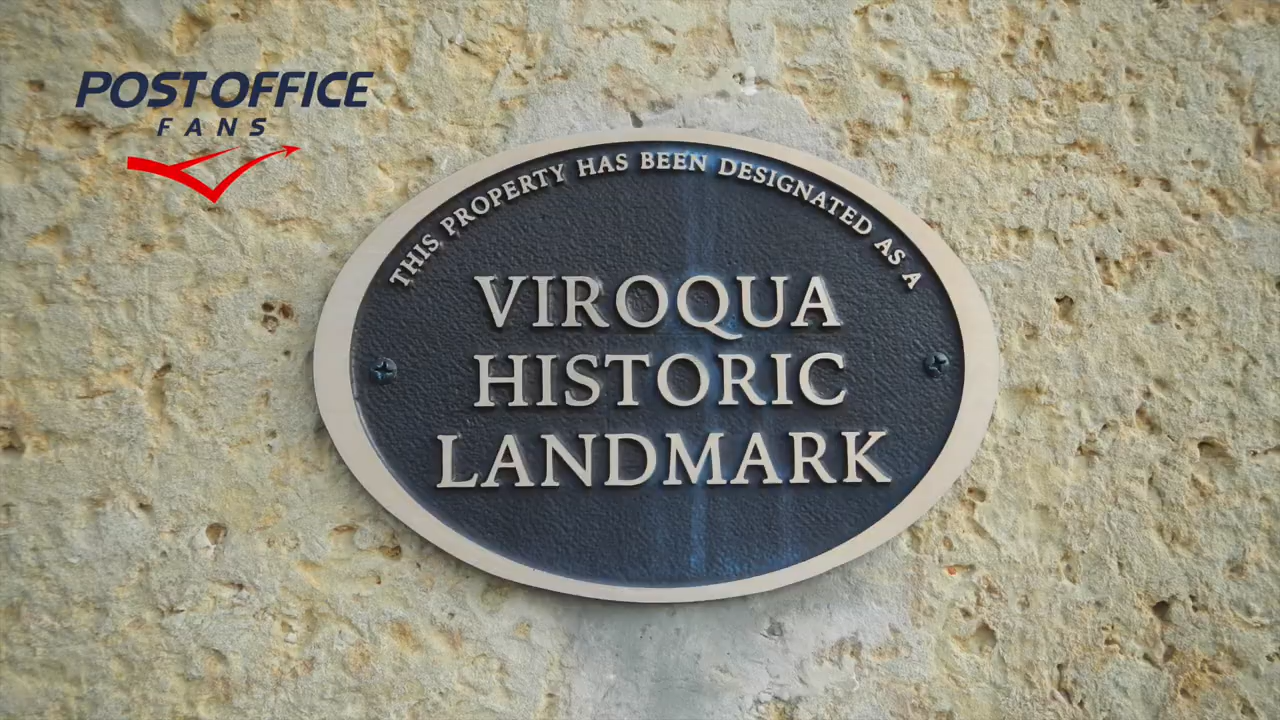 POST OFFICE
FANS
THIS PROPERTY HAS BEEN DESIGNATED AS A
VIROQUA
HISTORIC
LANDMARK